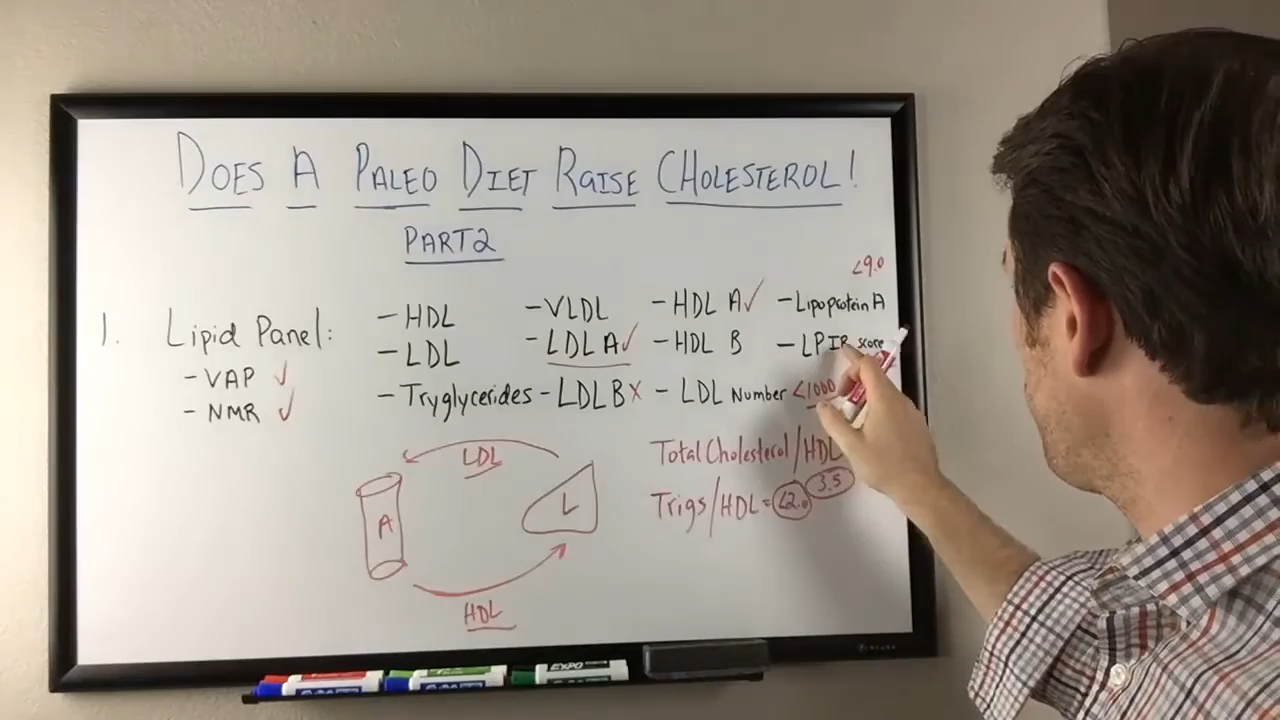 DOES A PALEO DIET RAISE CHOLESTEROL!
PART 2
<9.0
1. Lipid Panel:
- VAP ✓
- NMR ✓
- HDL
- LDL
- Tryglycerides
- VLDL
- LDL A ✓
- LDL B X
- HDL A ✓
- HDL B
- LDL Number <1000
- Lipoprotein A
- LPIR score
Total Cholesterol/HDL
3.5
Trigs/HDL = <2.0
LDL
A
L
HDL
EXPO